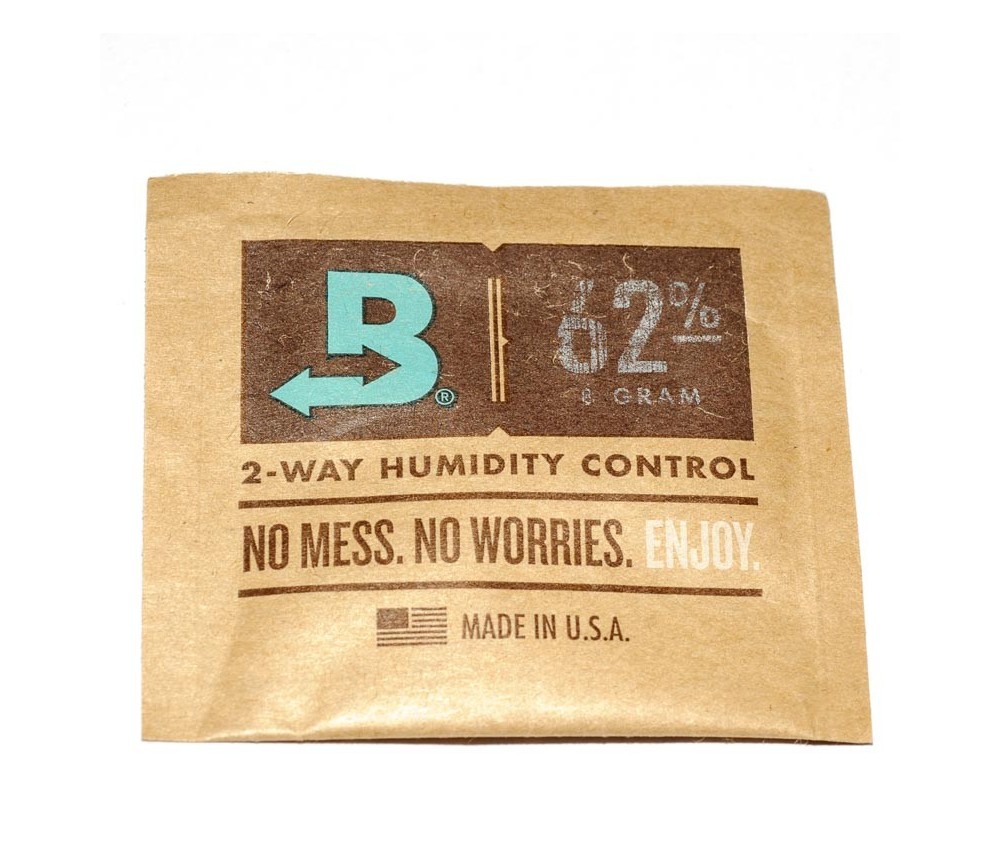 B®
62%
8 GRAM
2-WAY HUMIDITY CONTROL
NO MESS. NO WORRIES. ENJOY.
MADE IN U.S.A.